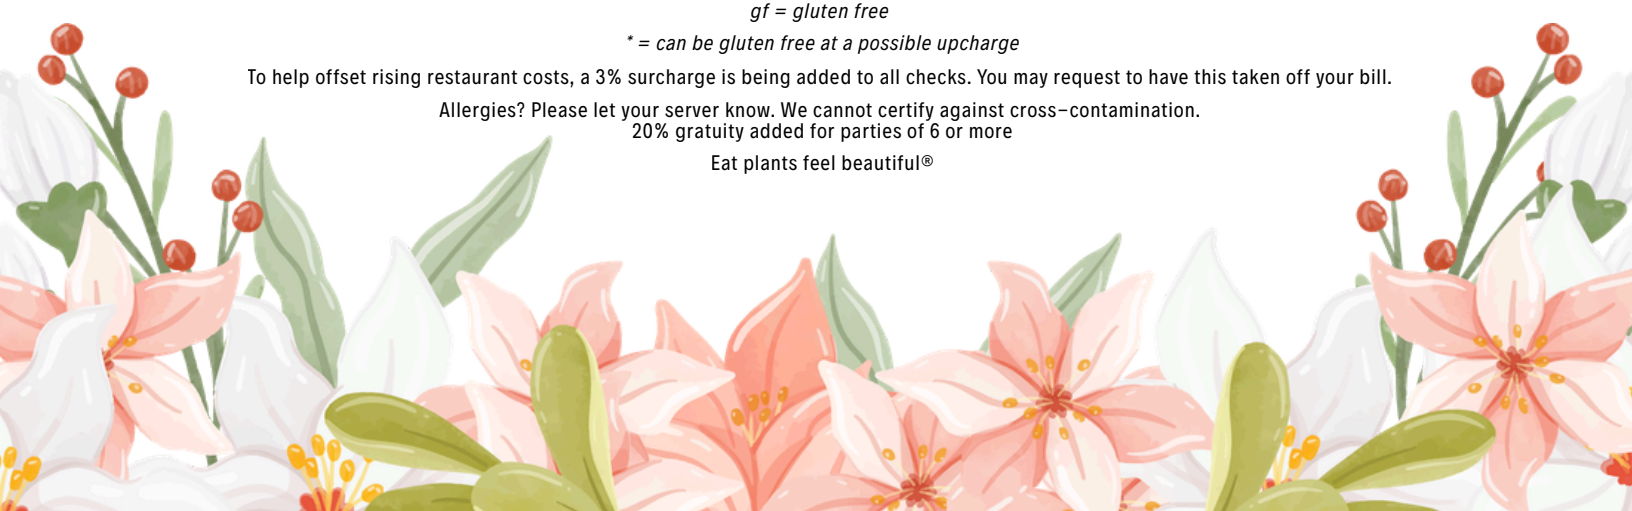 gf = gluten free
* = can be gluten free at a possible upcharge
To help offset rising restaurant costs, a 3% surcharge is being added to all checks. You may request to have this taken off your bill.
Allergies? Please let your server know. We cannot certify against cross-contamination.
20% gratuity added for parties of 6 or more
Eat plants feel beautiful®